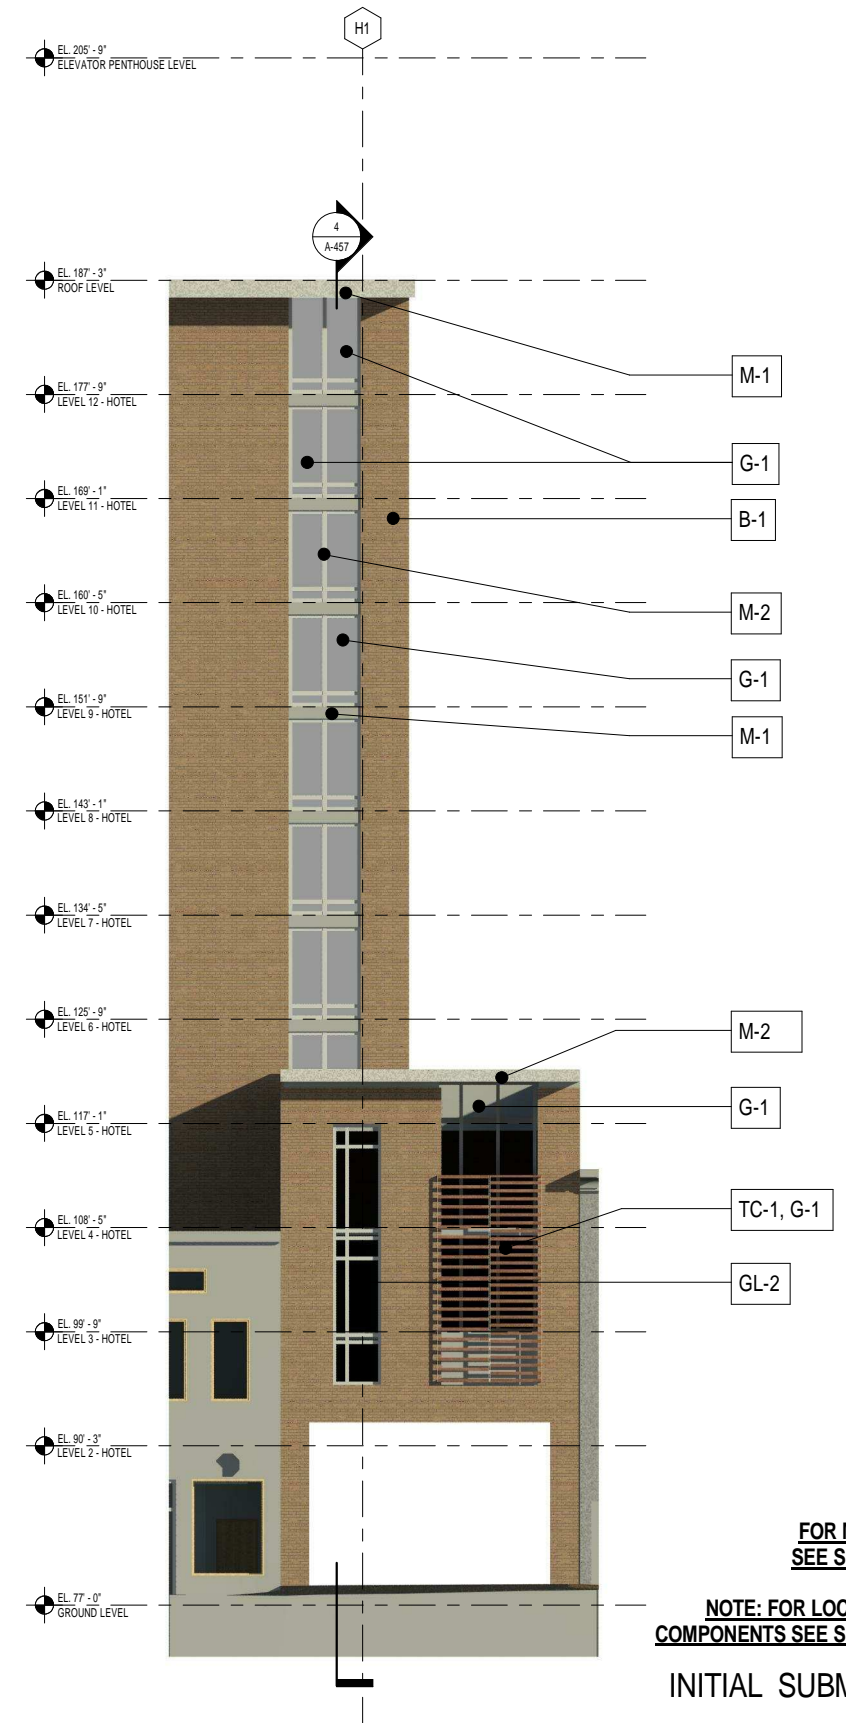 H1
EL. 205' - 9"
ELEVATOR PENTHOUSE LEVEL
4
A-457
EL. 187' - 3"
ROOF LEVEL
M-1
EL. 177' - 9"
LEVEL 12 - HOTEL
G-1
EL. 169' - 1"
LEVEL 11 - HOTEL
B-1
EL. 160' - 5"
LEVEL 10 - HOTEL
M-2
G-1
EL. 151' - 9"
LEVEL 9 - HOTEL
M-1
EL. 143' - 1"
LEVEL 8 - HOTEL
EL. 134' - 5"
LEVEL 7 - HOTEL
EL. 125' - 9"
LEVEL 6 - HOTEL
M-2
G-1
EL. 117' - 1"
LEVEL 5 - HOTEL
TC-1, G-1
EL. 108' - 5"
LEVEL 4 - HOTEL
GL-2
EL. 99' - 9"
LEVEL 3 - HOTEL
EL. 90' - 3"
LEVEL 2 - HOTEL
FOR
SEE S
EL. 77' - 0"
GROUND LEVEL
NOTE: FOR LOC
COMPONENTS SEE S
INITIAL SUBM